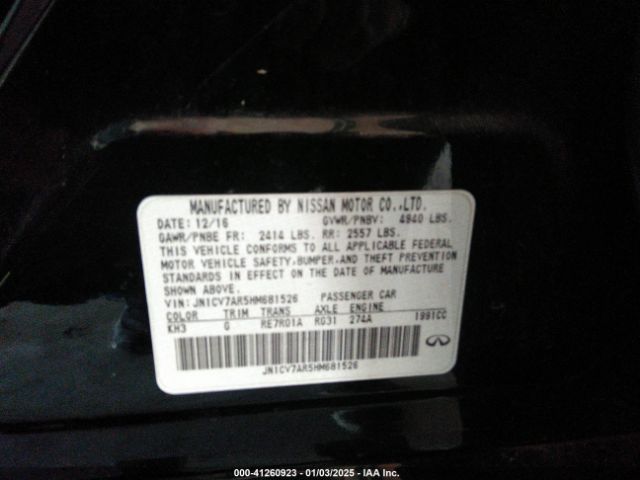 MANUFACTURED BY NISSAN MOTOR CO.,LTD.
DATE: 12/16 GVWR/PNBV: 4940 LBS.
GAWR/PNBE FR: 2414 LBS. RR: 2557 LBS.
THIS VEHICLE CONFORMS TO ALL APPLICABLE FEDERAL
MOTOR VEHICLE SAFETY,BUMPER,AND THEFT PREVENTION
STANDARDS IN EFFECT ON THE DATE OF MANUFACTURE
SHOWN ABOVE.
VIN: JN1CV7AR5HM681526 PASSENGER CAR
COLOR TRIM TRANS AXLE ENGINE
KH3 G RE7R01A RG31 274A 1991CC
JN1CV7AR5HM681526
000-41260923 - 01/03/2025 - IAA Inc.